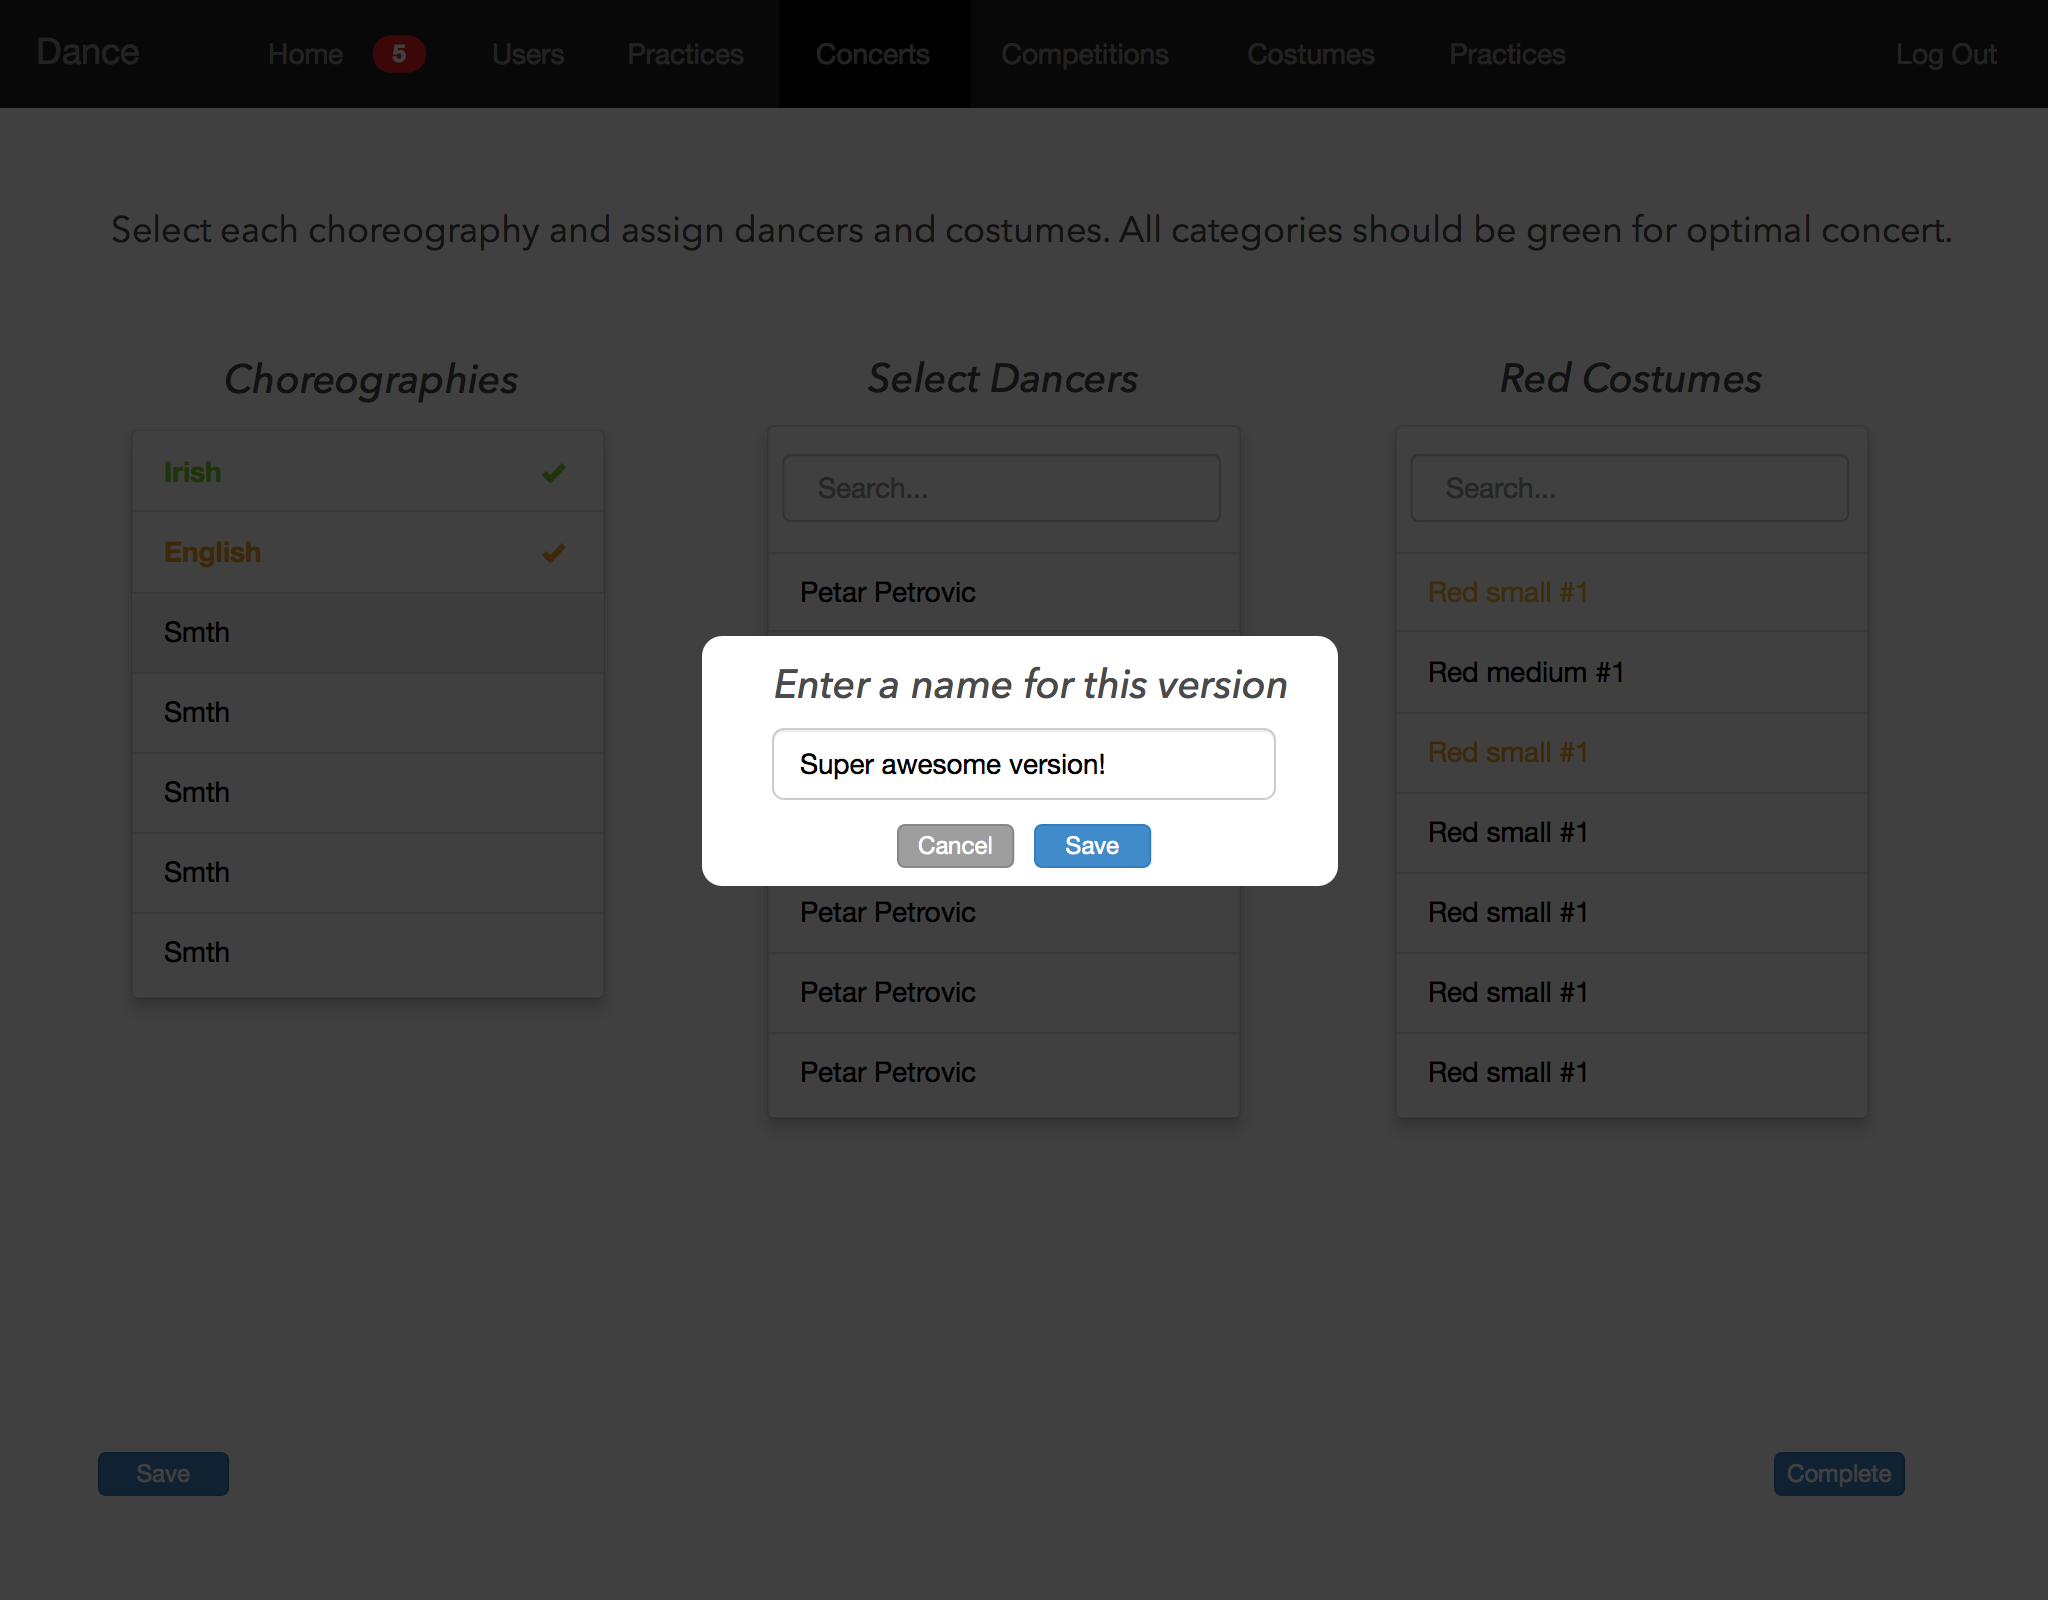 Dance Home 5 Users Practices Concerts Competitions Costumes Practices Log Out
Select each choreography and assign dancers and costumes. All categories should be green for optimal concert.
Choreographies
Irish
English
Smth
Smth
Smth
Smth
Smth
Select Dancers
Search...
Petar Petrovic
Petar Petrovic
Petar Petrovic
Petar Petrovic
Red Costumes
Search...
Red small #1
Red medium #1
Red small #1
Red small #1
Red small #1
Red small #1
Red small #1
Enter a name for this version
Super awesome version!
Cancel Save
Save Complete